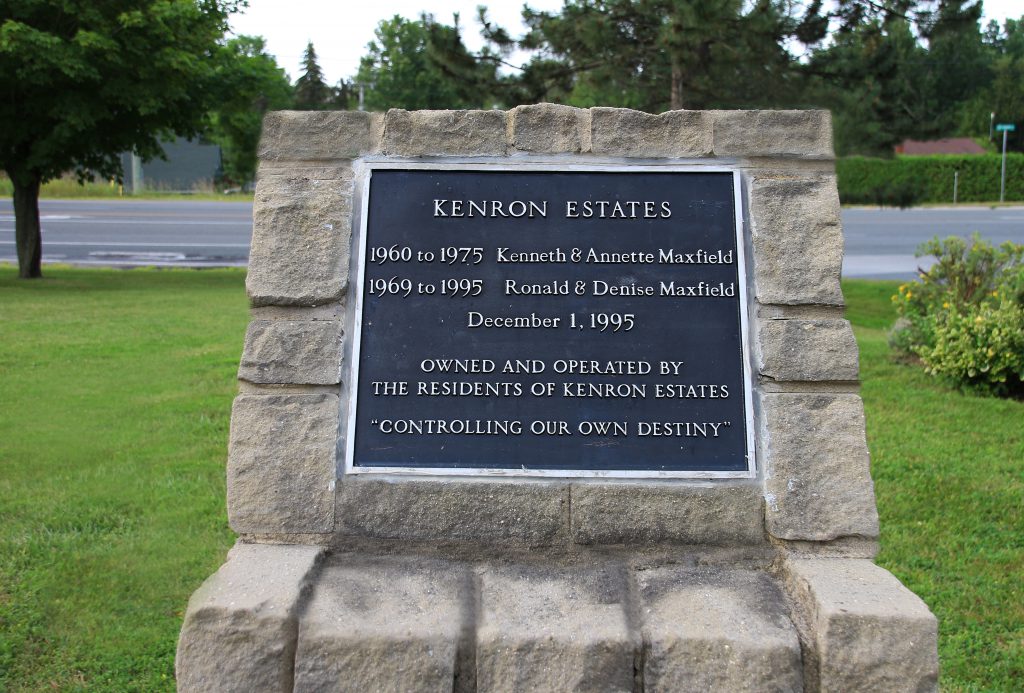 KENRON ESTATES
1960 to 1975 Kenneth & Annette Maxfield
1969 to 1995 Ronald & Denise Maxfield
December 1, 1995
OWNED AND OPERATED BY
THE RESIDENTS OF KENRON ESTATES
"CONTROLLING OUR OWN DESTINY"